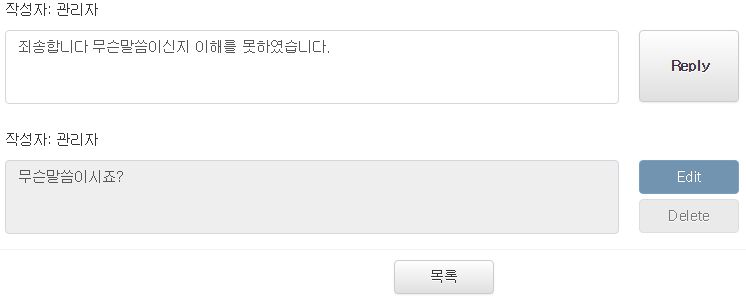 작성자: 관리자
죄송합니다 무슨말씀이신지 이해를 못하였습니다.
Reply
작성자: 관리자
무슨말씀이시죠?
Edit
Delete
목록